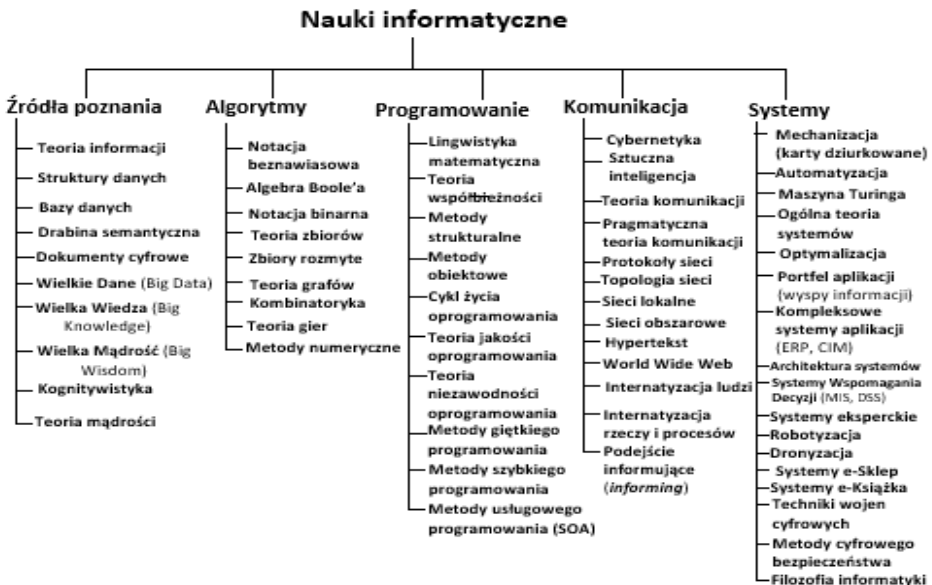 Nauki informatyczne
Źródła poznania
Teoria informacji
Struktury danych
Bazy danych
Drabina semantyczna
Dokumenty cyfrowe
Wielkie Dane (Big Data)
Wielka Wiedza (Big
Knowledge)
Wielka Mądrość (Big
Wisdom)
Kognitywistyka
Teoria mądrości
Algorytmy
Notacja
beznawiasowa
Algebra Boole'a
Notacja binarna
Teoria zbiorów
Zbiory rozmyte
Teoria grafów
Kombinatoryka
Teoria gier
Metody numeryczne
Programowanie
Lingwistyka
matematyczna
Teoria
współbieżności
Metody
strukturalne
Metody
obiektowe
Cykl życia
oprogramowania
Teoria jakości
oprogramowania
Teoria
niezawodności
oprogramowania
Metody giętkiego
programowania
Metody szybkiego
programowania
Metody usługowego
programowania (SOA)
Komunikacja
Cybernetyka
Sztuczna
inteligencja
Teoria komunikacji
Pragmatyczna
teoria komunikacji
Protokoły sieci
Topologia sieci
Sieci lokalne
Sieci obszarowe
Hypertekst
World Wide Web
Internatyzacja ludzi
Internatyzacja
rzeczy i procesów
Podejście
informujące
(informing)
Systemy
Mechanizacja
(karty dziurkowane)
Automatyzacja
Maszyna Turinga
Ogólna teoria
systemów
Optymalizacja
Portfel aplikacji
(wyspy informacji)
Kompleksowe
systemy aplikacji
(ERP, CIM)
Architektura systemów
Systemy Wspomagania
Decyzji (MIS, DSS)
Systemy eksperckie
Robotyzacja
Dronyzacja
Systemy e-Sklep
Systemy e-Książka
Techniki wojen
cyfrowych
Metody cyfrowego
bezpieczeństwa
Filozofia informatyki